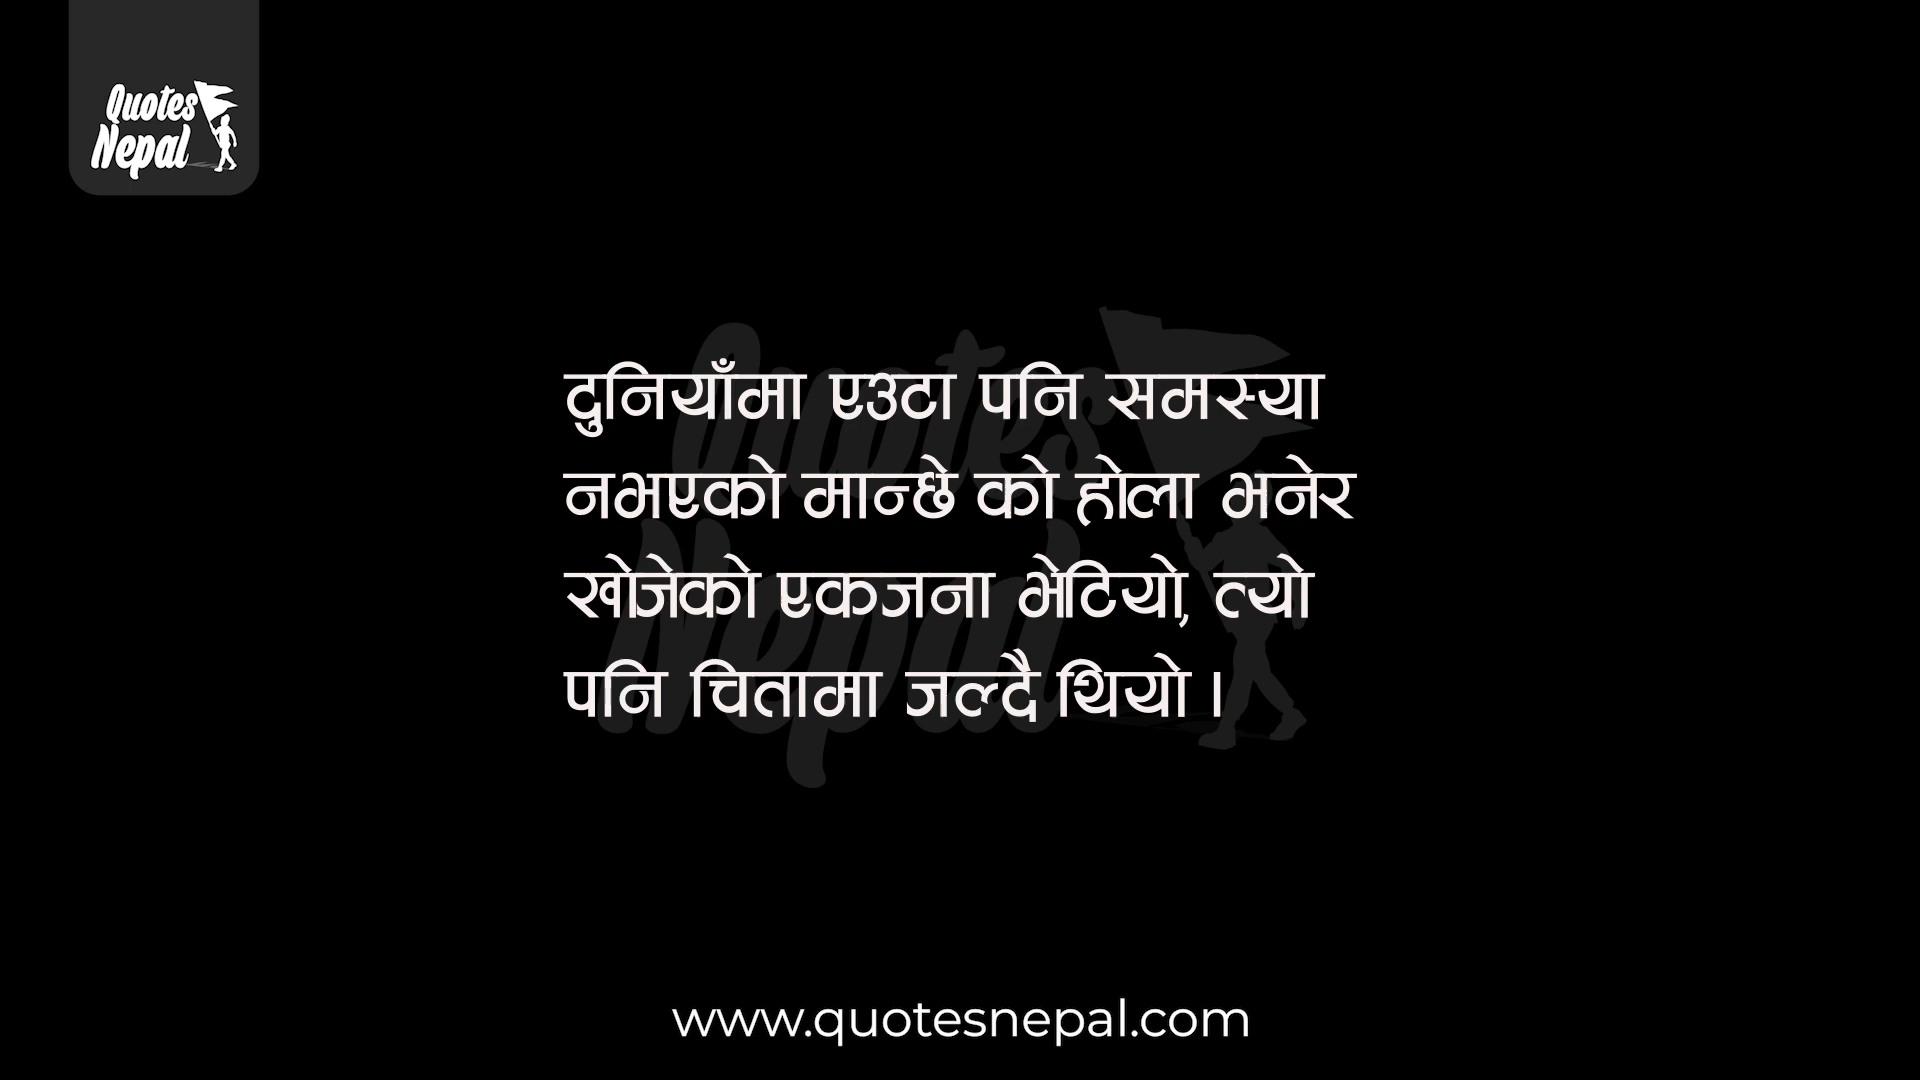 Quotes
Nepal
दुनियाँमा एउटा पनि समस्या
नभएको मान्छे को होला भनेर
खोजेको एकजना भेटियो, त्यो
पनि चितामा जल्दै थियो ।
www.quotesnepal.com